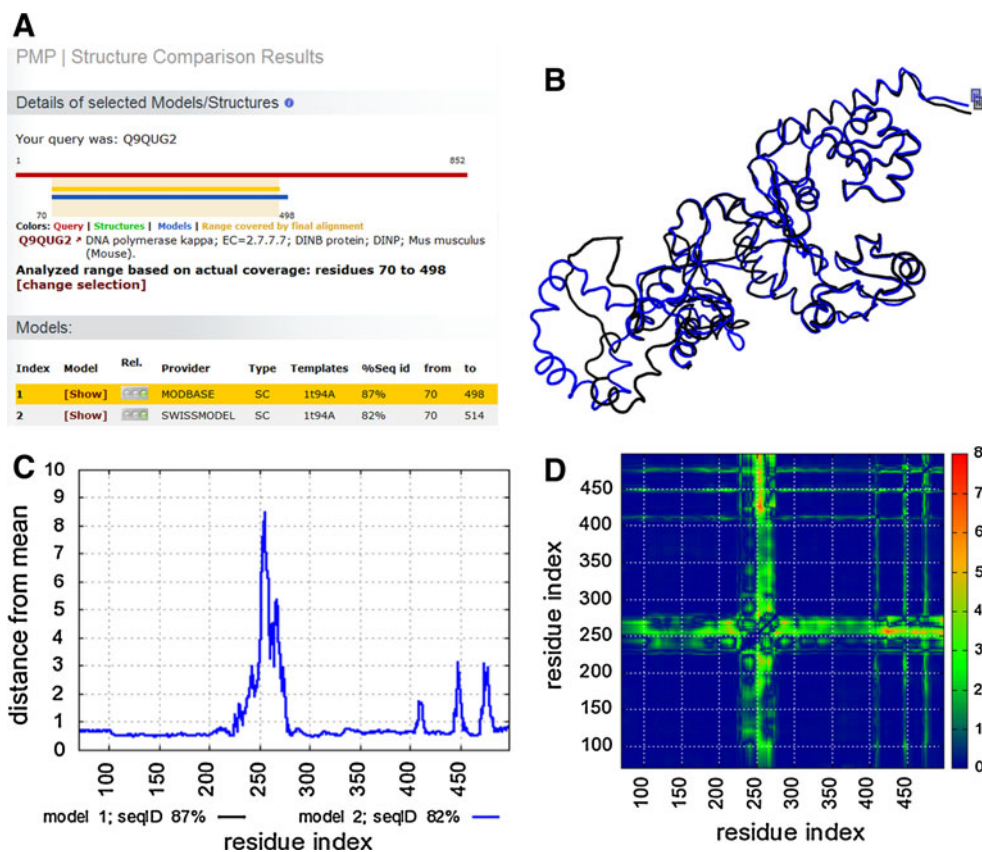 A
PMP | Structure Comparison Results
Details of selected Models/Structures i
Your query was: Q9QUG2
1 852
70 498
Colors: Query | Structures | Models | Range covered by final alignment
Q9QUG2 DNA polymerase kappa; EC=2.7.7.7; DINB protein; DINP; Mus musculus
(Mouse).
Analyzed range based on actual coverage: residues 70 to 498
[change selection]
Models:
Index Model Rel. Provider Type Templates %Seq id from to
1 [Show] MODBASE SC 1t94A 87% 70 498
2 [Show] SWISSMODEL SC 1t94A 82% 70 514
B
C
10
9
8
7
6
5
4
3
2
1
0
distance from mean
100 150 200 250 300 350 400 450
model 1; seqID 87% model 2; seqID 82%
residue index
D
450
400
350
300
250
200
150
100
residue index
100 150 200 250 300 350 400 450
residue index
8
7
6
5
4
3
2
1
0